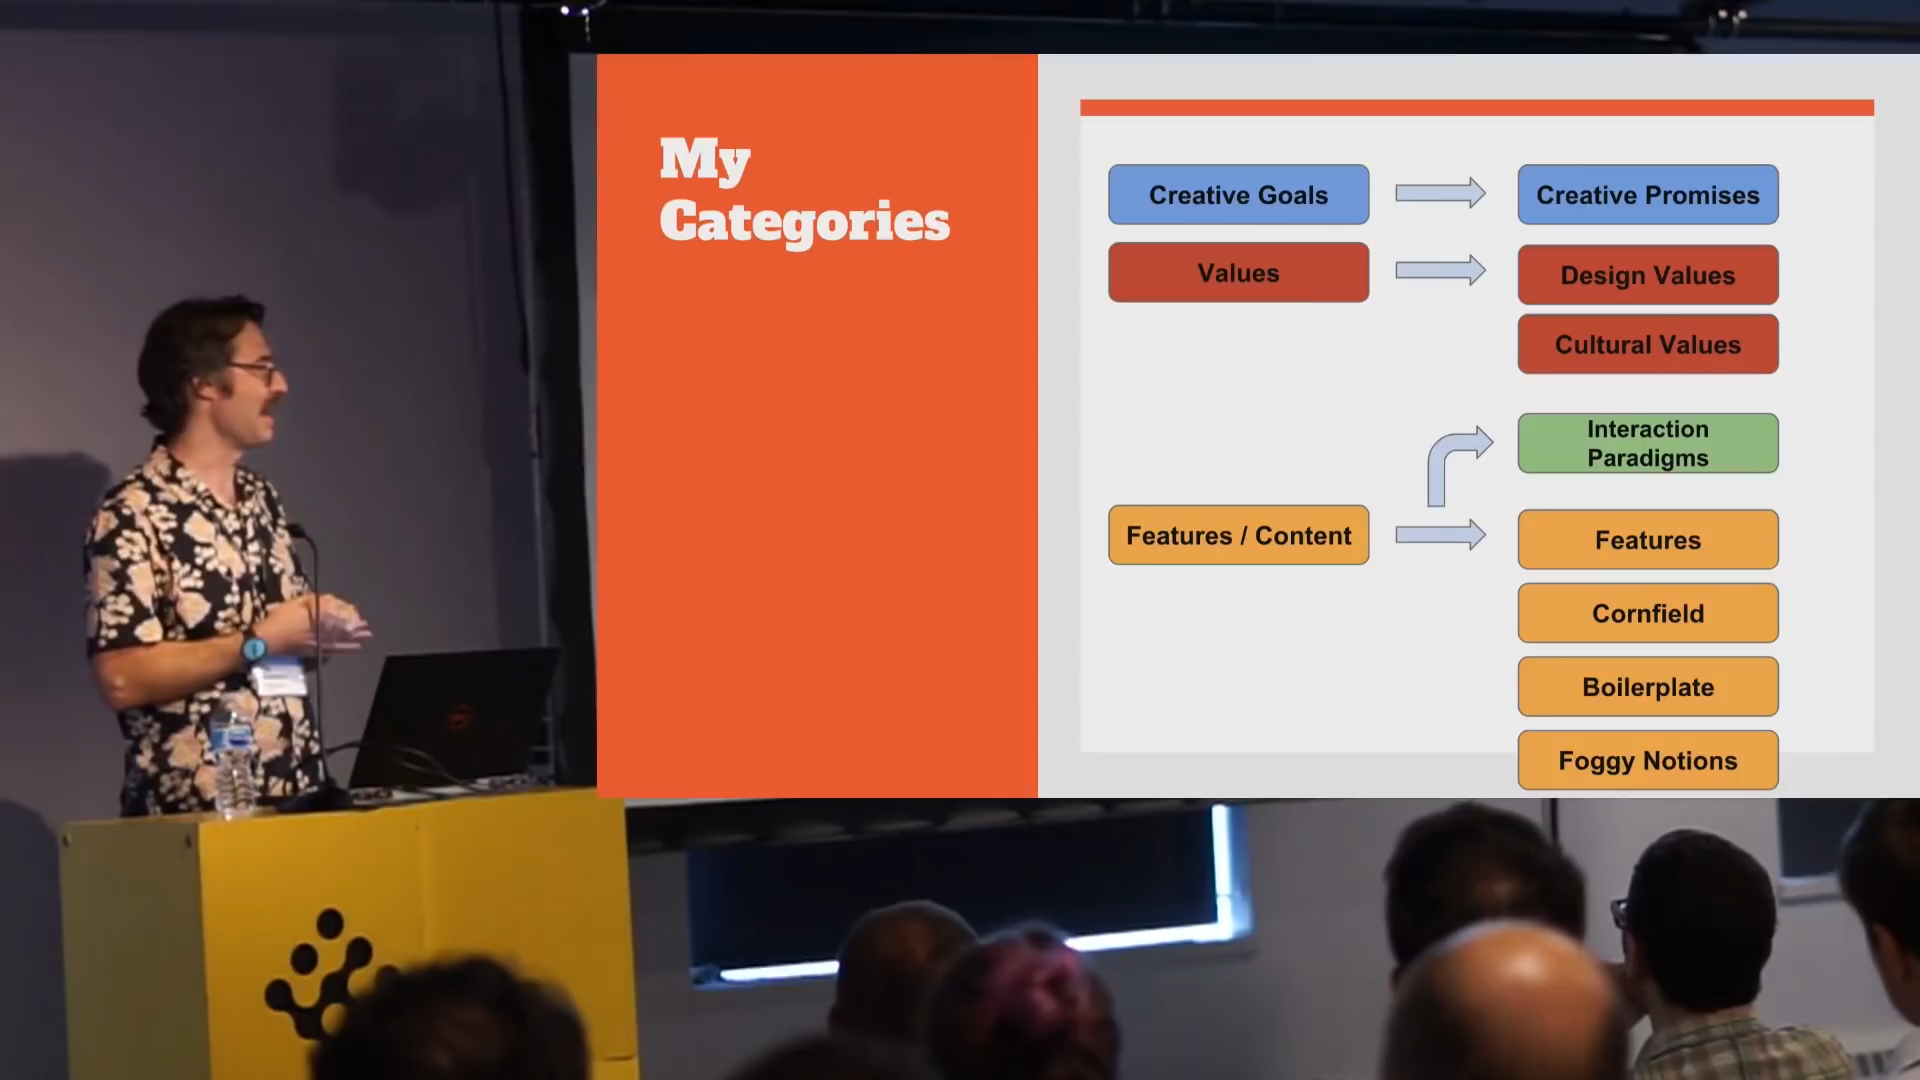 My
Categories
Creative Goals
Creative Promises
Values
Design Values
Cultural Values
Interaction
Paradigms
Features / Content
Features
Cornfield
Boilerplate
Foggy Notions